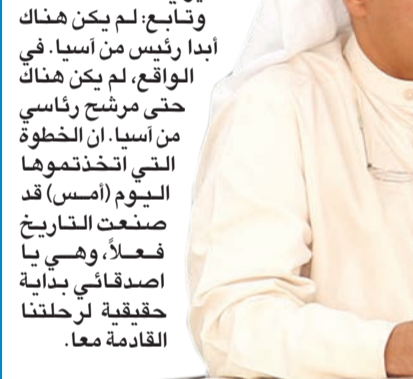 وتابع: لم يكن هناك
أبدا رئيس من آسيا. في
الواقع، لم يكن هناك
حتى مرشح رئاسي
من آسيا. ان الخطوة
التي اتخذتموها
اليوم (أمس) قد
صنعت التاريخ
فعلاً، وهي يا
اصدقائي بداية
حقيقية لرحلتنا
القادمة معا.